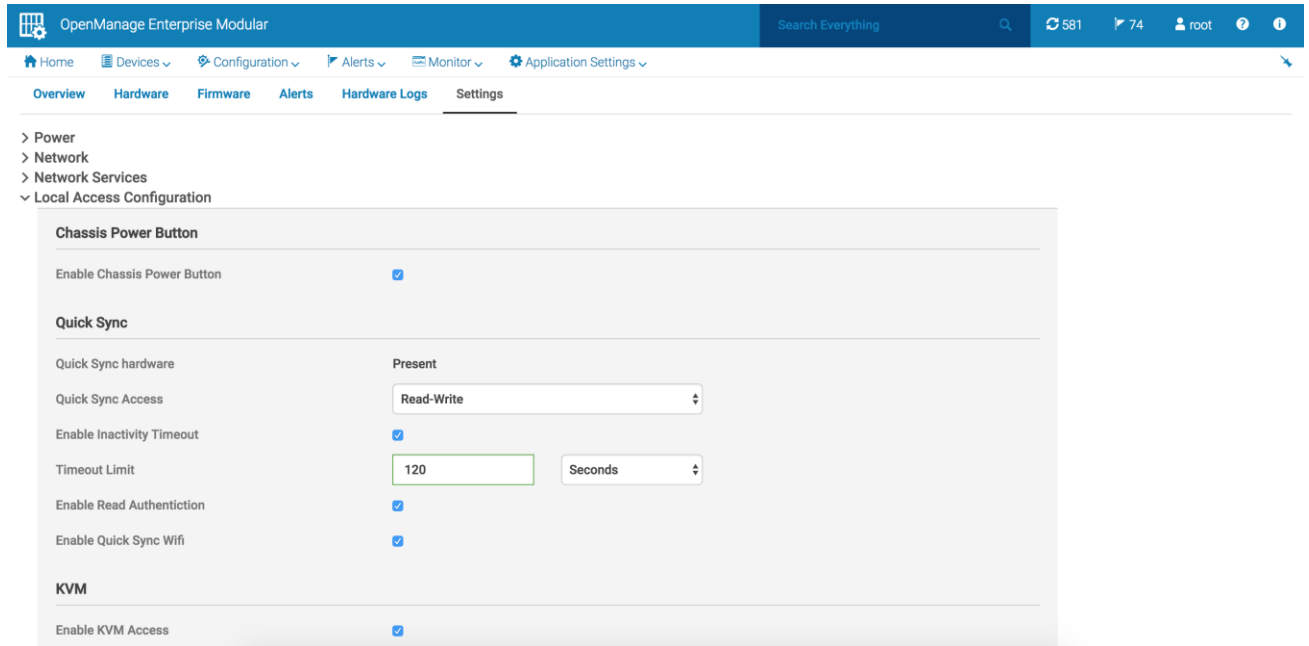 OpenManage Enterprise Modular
Search Everything
581
74
root
Home
Devices
Configuration
Alerts
Monitor
Application Settings
Overview
Hardware
Firmware
Alerts
Hardware Logs
Settings
Power
Network
Network Services
Local Access Configuration
Chassis Power Button
Enable Chassis Power Button
Quick Sync
Quick Sync hardware Present
Quick Sync Access Read-Write
Enable Inactivity Timeout
Timeout Limit 120 Seconds
Enable Read Authentiction
Enable Quick Sync Wifi
KVM
Enable KVM Access